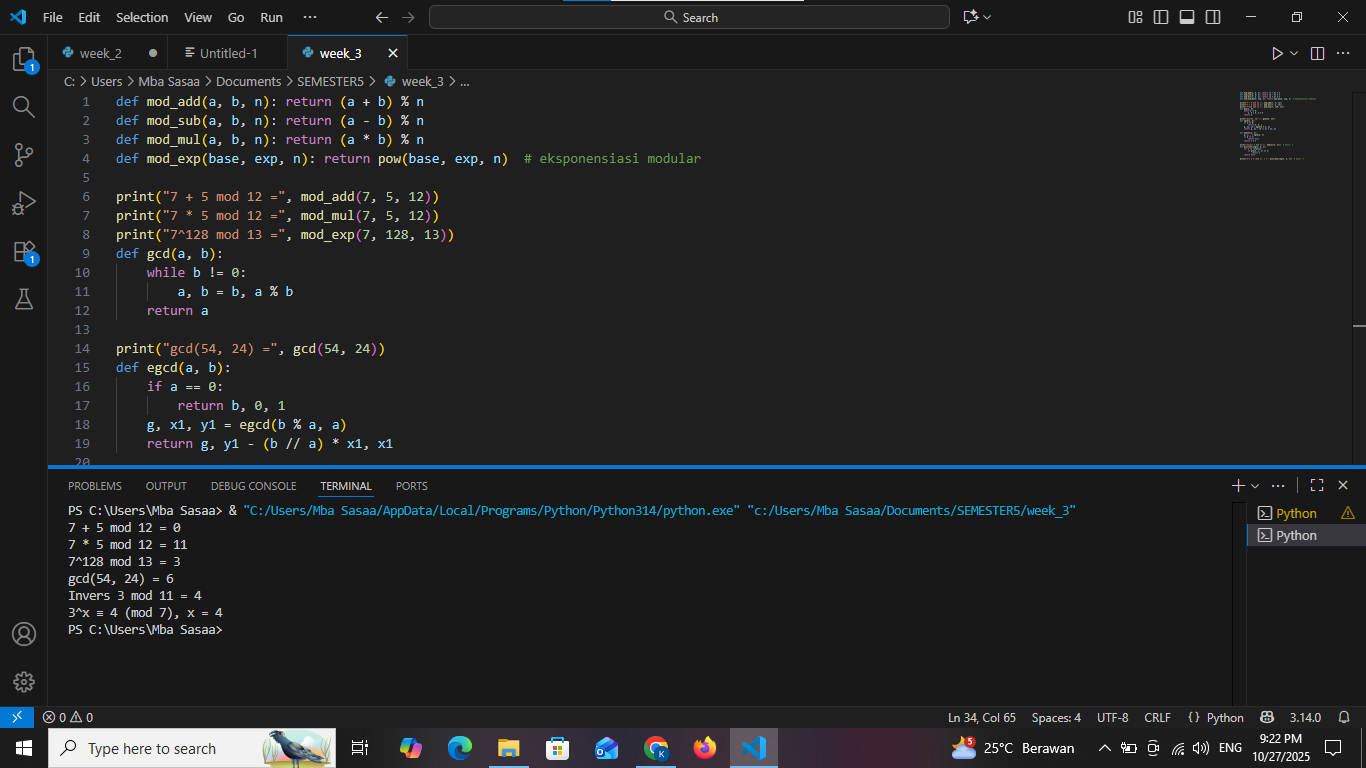 File Edit Selection View Go Run ··· Search
week_2 Untitled-1 week_3
C: > Users > Mba Sasaa > Documents > SEMESTER5 > week_3 > ...
1 def mod_add(a, b, n): return (a + b) % n
2 def mod_sub(a, b, n): return (a - b) % n
3 def mod_mul(a, b, n): return (a * b) % n
4 def mod_exp(base, exp, n): return pow(base, exp, n)  # eksponensiasi modular
5
6 print("7 + 5 mod 12 =", mod_add(7, 5, 12))
7 print("7 * 5 mod 12 =", mod_mul(7, 5, 12))
8 print("7^128 mod 13 =", mod_exp(7, 128, 13))
9 def gcd(a, b):
10     while b != 0:
11         a, b = b, a % b
12     return a
13
14 print("gcd(54, 24) =", gcd(54, 24))
15 def egcd(a, b):
16     if a == 0:
17         return b, 0, 1
18     g, x1, y1 = egcd(b % a, a)
19     return g, y1 - (b // a) * x1, x1
20
PROBLEMS OUTPUT DEBUG CONSOLE TERMINAL PORTS
PS C:\Users\Mba Sasaa> & "C:/Users/Mba Sasaa/AppData/Local/Programs/Python/Python314/python.exe" "c:/Users/Mba Sasaa/Documents/SEMESTER5/week_3"
7 + 5 mod 12 = 0
7 * 5 mod 12 = 11
7^128 mod 13 = 3
gcd(54, 24) = 6
Invers 3 mod 11 = 4
3^x ≡ 4 (mod 7), x = 4
PS C:\Users\Mba Sasaa>
Python
Python
0 0 Ln 34, Col 65 Spaces: 4 UTF-8 CRLF {} Python 3.14.0
Type here to search 5 25°C Berawan ENG 9:22 PM
10/27/2025